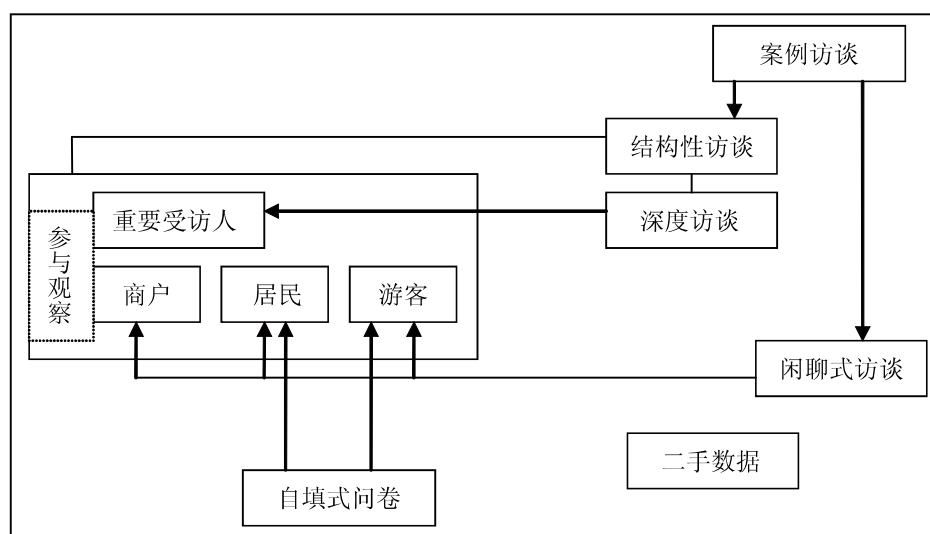 案例访谈
结构性访谈
重要受访人
深度访谈
参与观察
商户
居民
游客
闲聊式访谈
二手数据
自填式问卷